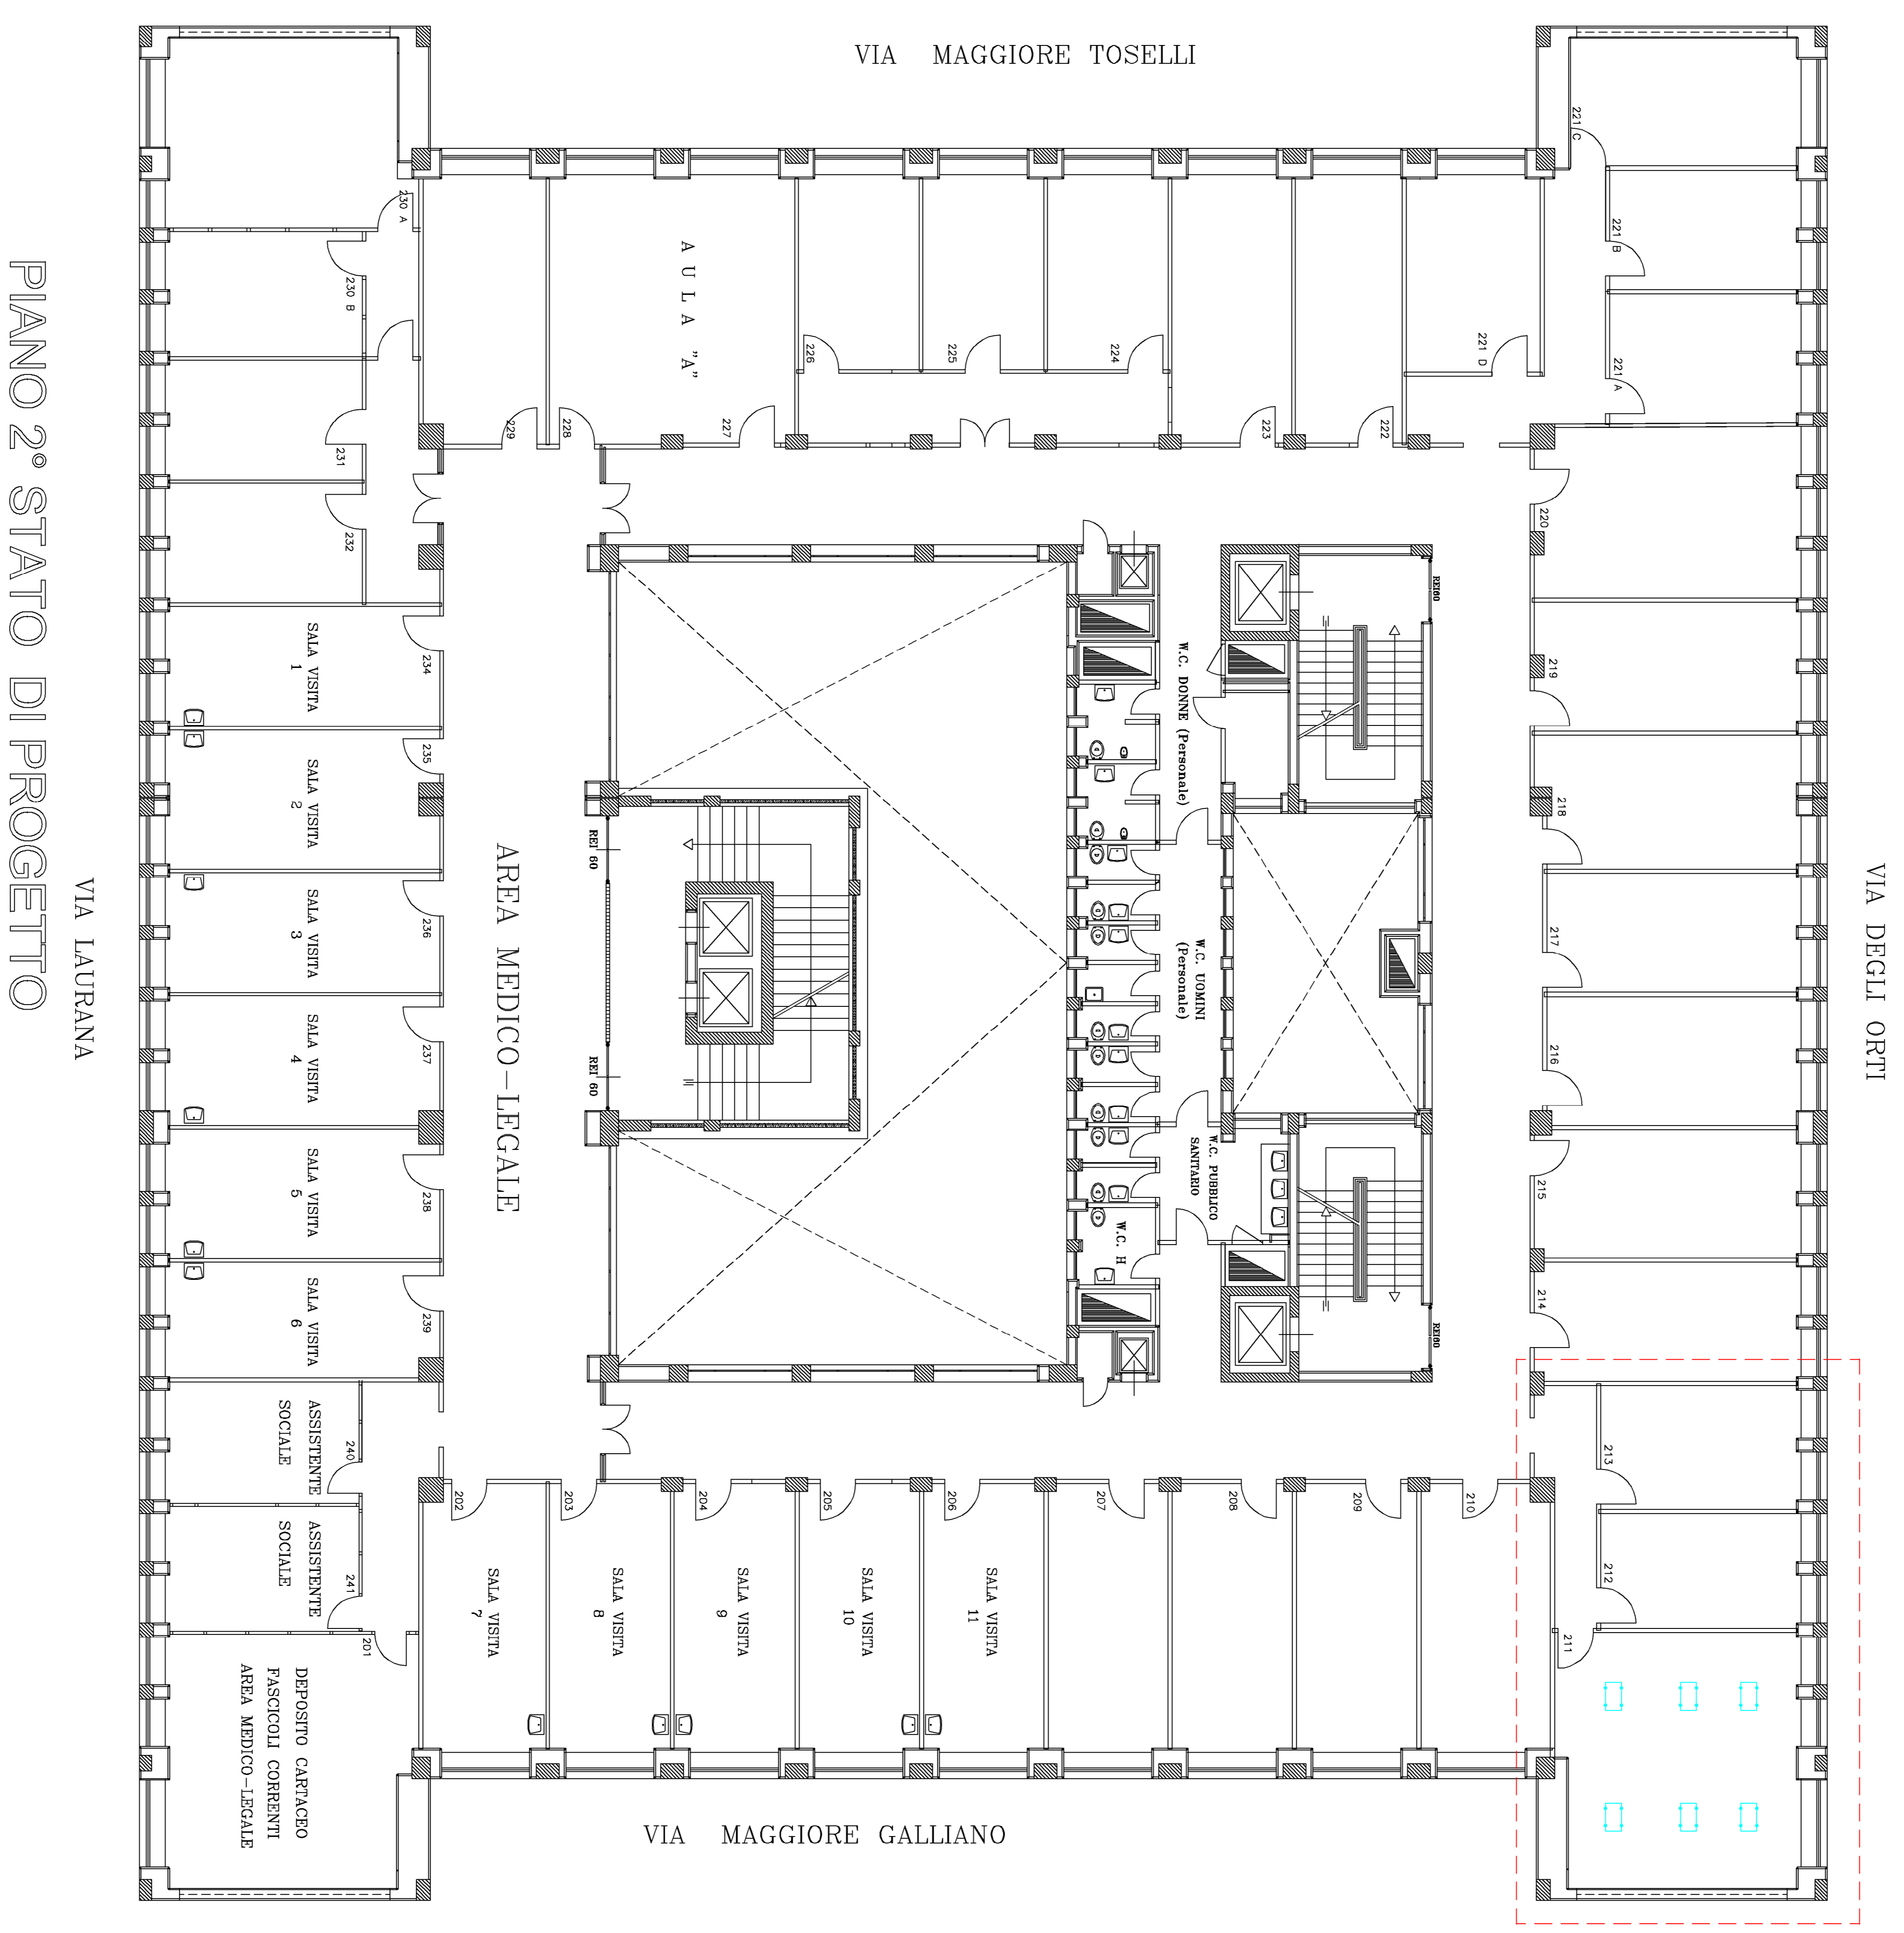 VIA MAGGIORE TOSELLI
PIANO 2° STATO DI PROGETTO
VIA LAURANA
VIA DEGLI ORTI
VIA MAGGIORE GALLIANO
AREA MEDICO-LEGALE
AULA "A"
230 A
230 B
231
232
229
228
227
226
225
224
223
222
221 D
221 C
221 B
221 A
220
219
218
217
216
215
214
213
212
211
234
SALA VISITA
1
235
SALA VISITA
2
236
SALA VISITA
3
237
SALA VISITA
4
238
SALA VISITA
5
239
SALA VISITA
6
240
ASSISTENTE
SOCIALE
241
ASSISTENTE
SOCIALE
201
DEPOSITO CARTACEO
FASCICOLI CORRENTI
AREA MEDICO-LEGALE
202
SALA VISITA
7
203
SALA VISITA
8
204
SALA VISITA
9
205
SALA VISITA
10
206
SALA VISITA
11
207
208
209
210
REI 60
REI 60
REI60
REI60
W.C. DONNE (Personale)
W.C. UOMINI
(Personale)
W.C. PUBBLICO
SANITARIO
W.C. H